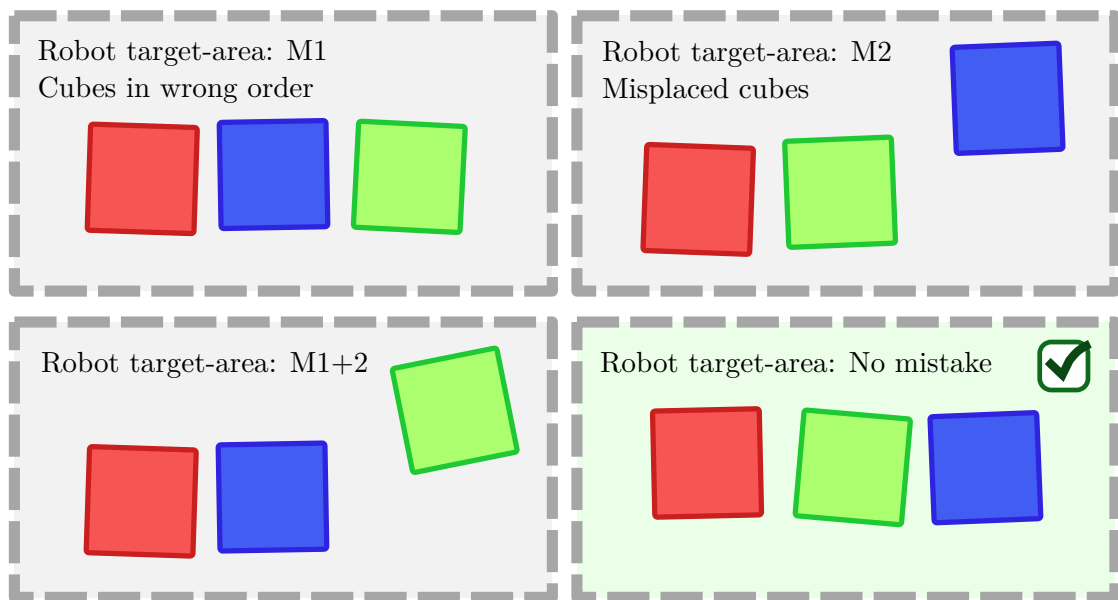 Robot target-area: M1
Cubes in wrong order
Robot target-area: M2
Misplaced cubes
Robot target-area: M1+2
Robot target-area: No mistake